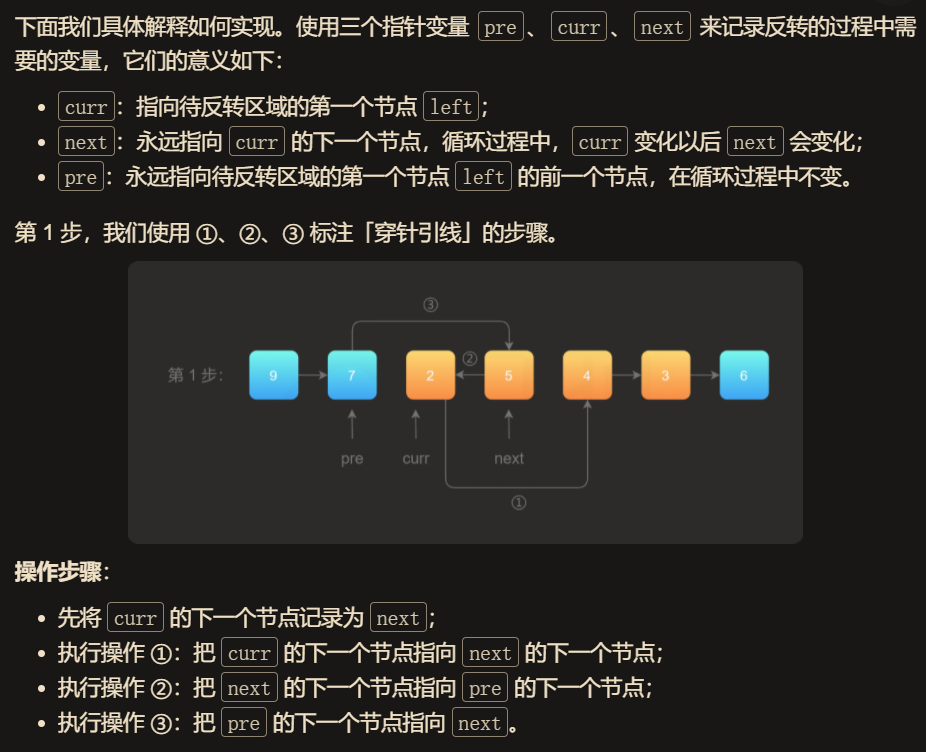 下面我们具体解释如何实现。使用三个指针变量 pre 、 curr 、 next 来记录反转的过程中需
要的变量，它们的意义如下：
curr ：指向待反转区域的第一个节点 left ；
next ：永远指向 curr 的下一个节点，循环过程中， curr 变化以后 next 会变化；
pre ：永远指向待反转区域的第一个节点 left 的前一个节点，在循环过程中不变。
第 1 步，我们使用 ①、②、③ 标注「穿针引线」的步骤。
③
②
第 1 步： 9 7 2 5 4 3 6
pre curr next
①
操作步骤：
先将 curr 的下一个节点记录为 next ；
执行操作 ①：把 curr 的下一个节点指向 next 的下一个节点；
执行操作 ②：把 next 的下一个节点指向 pre 的下一个节点；
执行操作 ③：把 pre 的下一个节点指向 next 。